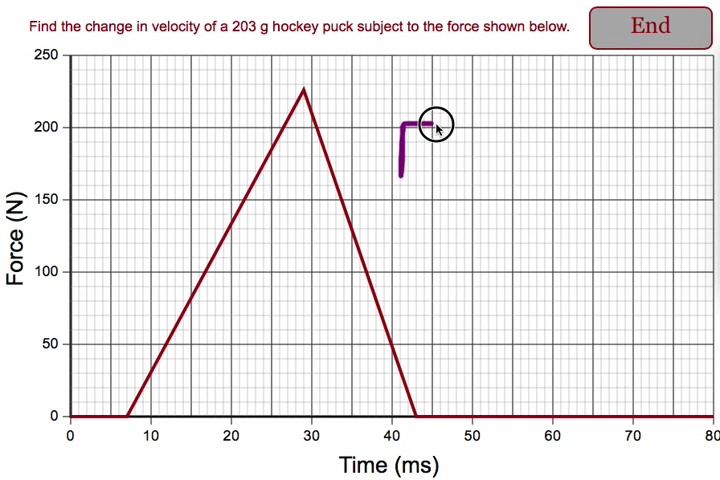 Find the change in velocity of a 203 g hockey puck subject to the force shown below.
End
250
200
150
100
50
0
Force (N)
0 10 20 30 40 50 60 70 80
Time (ms)